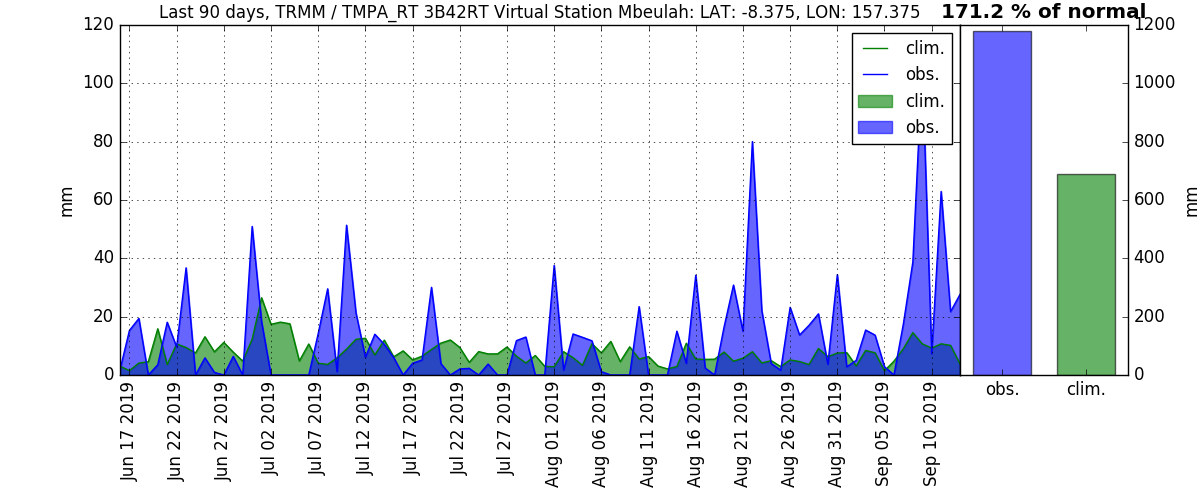 Last 90 days, TRMM / TMPA_RT 3B42RT Virtual Station Mbeulah: LAT: -8.375, LON: 157.375
171.2 % of normal
120
100
80
60
40
20
0
mm
clim.
obs.
clim.
obs.
1200
1000
800
600
400
200
0
mm
obs.
clim.
Jun 17 2019
Jun 22 2019
Jun 27 2019
Jul 02 2019
Jul 07 2019
Jul 12 2019
Jul 17 2019
Jul 22 2019
Jul 27 2019
Aug 01 2019
Aug 06 2019
Aug 11 2019
Aug 16 2019
Aug 21 2019
Aug 26 2019
Aug 31 2019
Sep 05 2019
Sep 10 2019